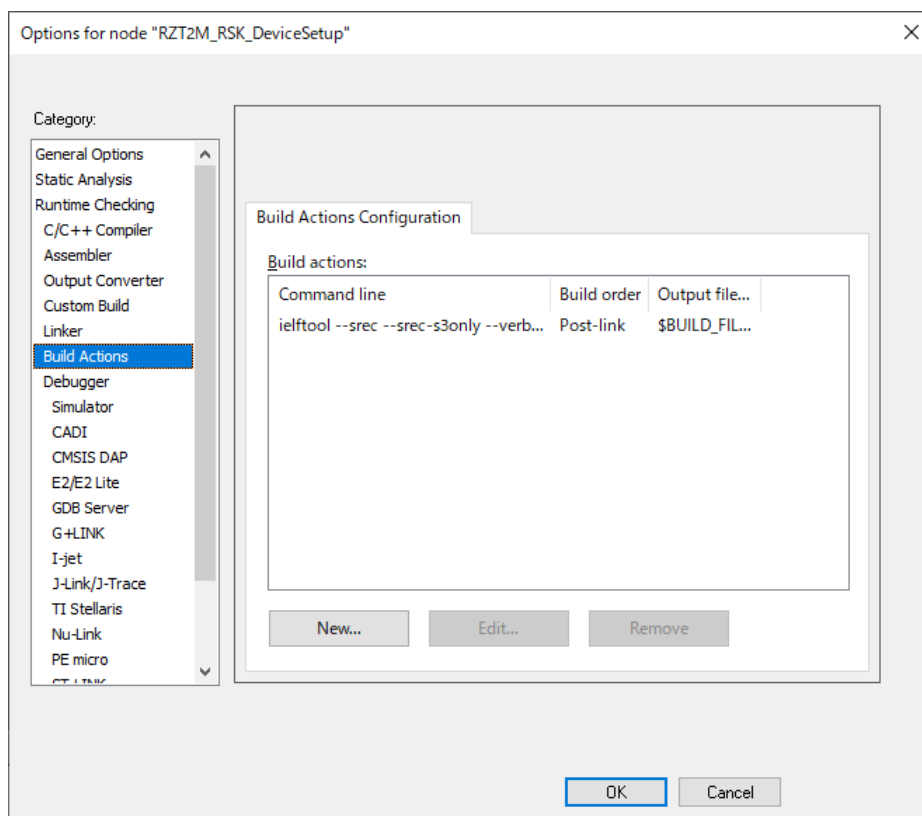 Options for node "RZT2M_RSK_DeviceSetup"
Category:
General Options
Static Analysis
Runtime Checking
C/C++ Compiler
Assembler
Output Converter
Custom Build
Linker
Build Actions
Debugger
Simulator
CADI
CMSIS DAP
E2/E2 Lite
GDB Server
G+LINK
I-jet
J-Link/J-Trace
TI Stellaris
Nu-Link
PE micro
ST-LINK
Build Actions Configuration
Build actions:
Command line Build order Output file...
ielftool --srec --srec-s3only --verb... Post-link $BUILD_FIL...
New... Edit... Remove
OK Cancel